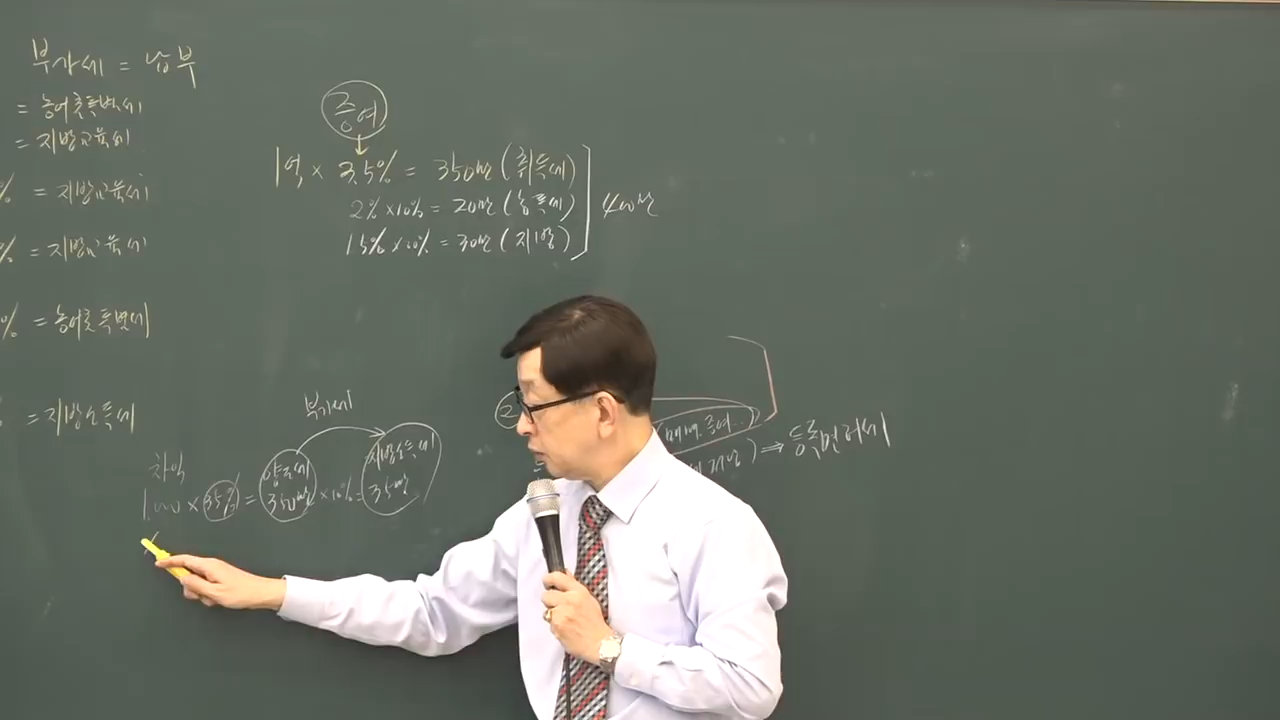 부가세 = 납부
= 농어촌특별세
= 지방교육세
% = 지방교육세
% = 지방교육세
% = 농어촌특별세
= 지방소득세
증여
1억 × 3.5% = 350만 (취득세)
2% × 10% = 20만 (농특세)
1.5% × 20% = 30만 (지방)
400만
부가세
차익
1,000 × 35% = 양도세 350만 × 10% = 지방소득세 35만
②
(매매, 증여...)
⇒ 등록면허세